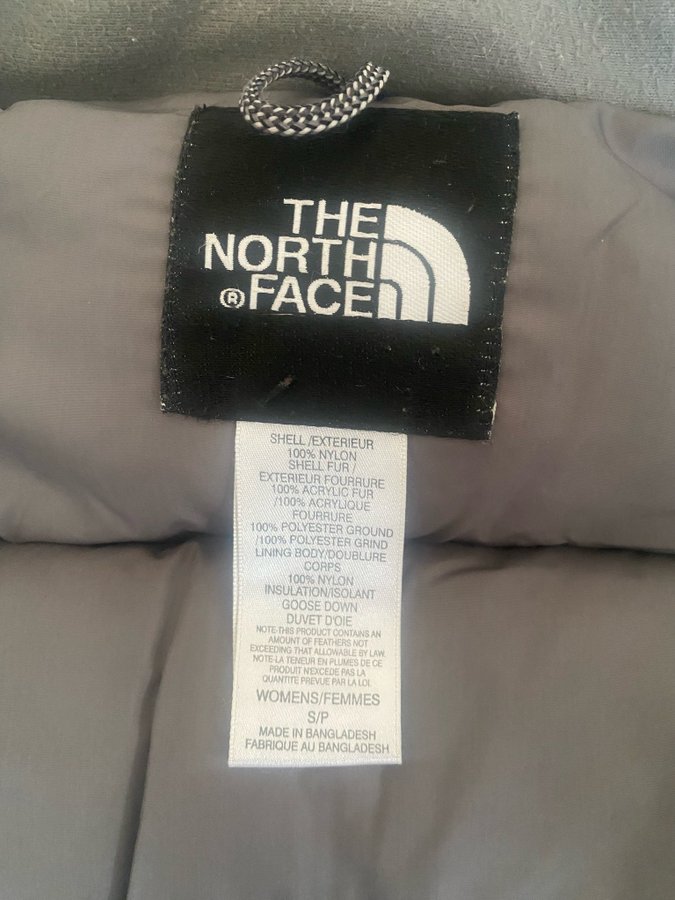 THE
NORTH
® FACE
SHELL /EXTERIEUR
100% NYLON
SHELL FUR /
EXTERIEUR FOURRURE
100% ACRYLIC FUR
/100% ACRYLIQUE
FOURRURE
100% POLYESTER GROUND
/100% POLYESTER GRIND
LINING BODY/DOUBLURE
CORPS
100% NYLON
INSULATION/ISOLANT
GOOSE DOWN
DUVET D'OIE
NOTE-THIS PRODUCT CONTAINS AN
AMOUNT OF FEATHERS NOT
EXCEEDING THAT ALLOWABLE BY LAW.
NOTE-LA TENEUR EN PLUMES DE CE
PRODUIT N'EXCEDE PAS LA
QUANTITE PREVUE PAR LA LOI.
WOMENS/FEMMES
S/P
MADE IN BANGLADESH
FABRIQUE AU BANGLADESH